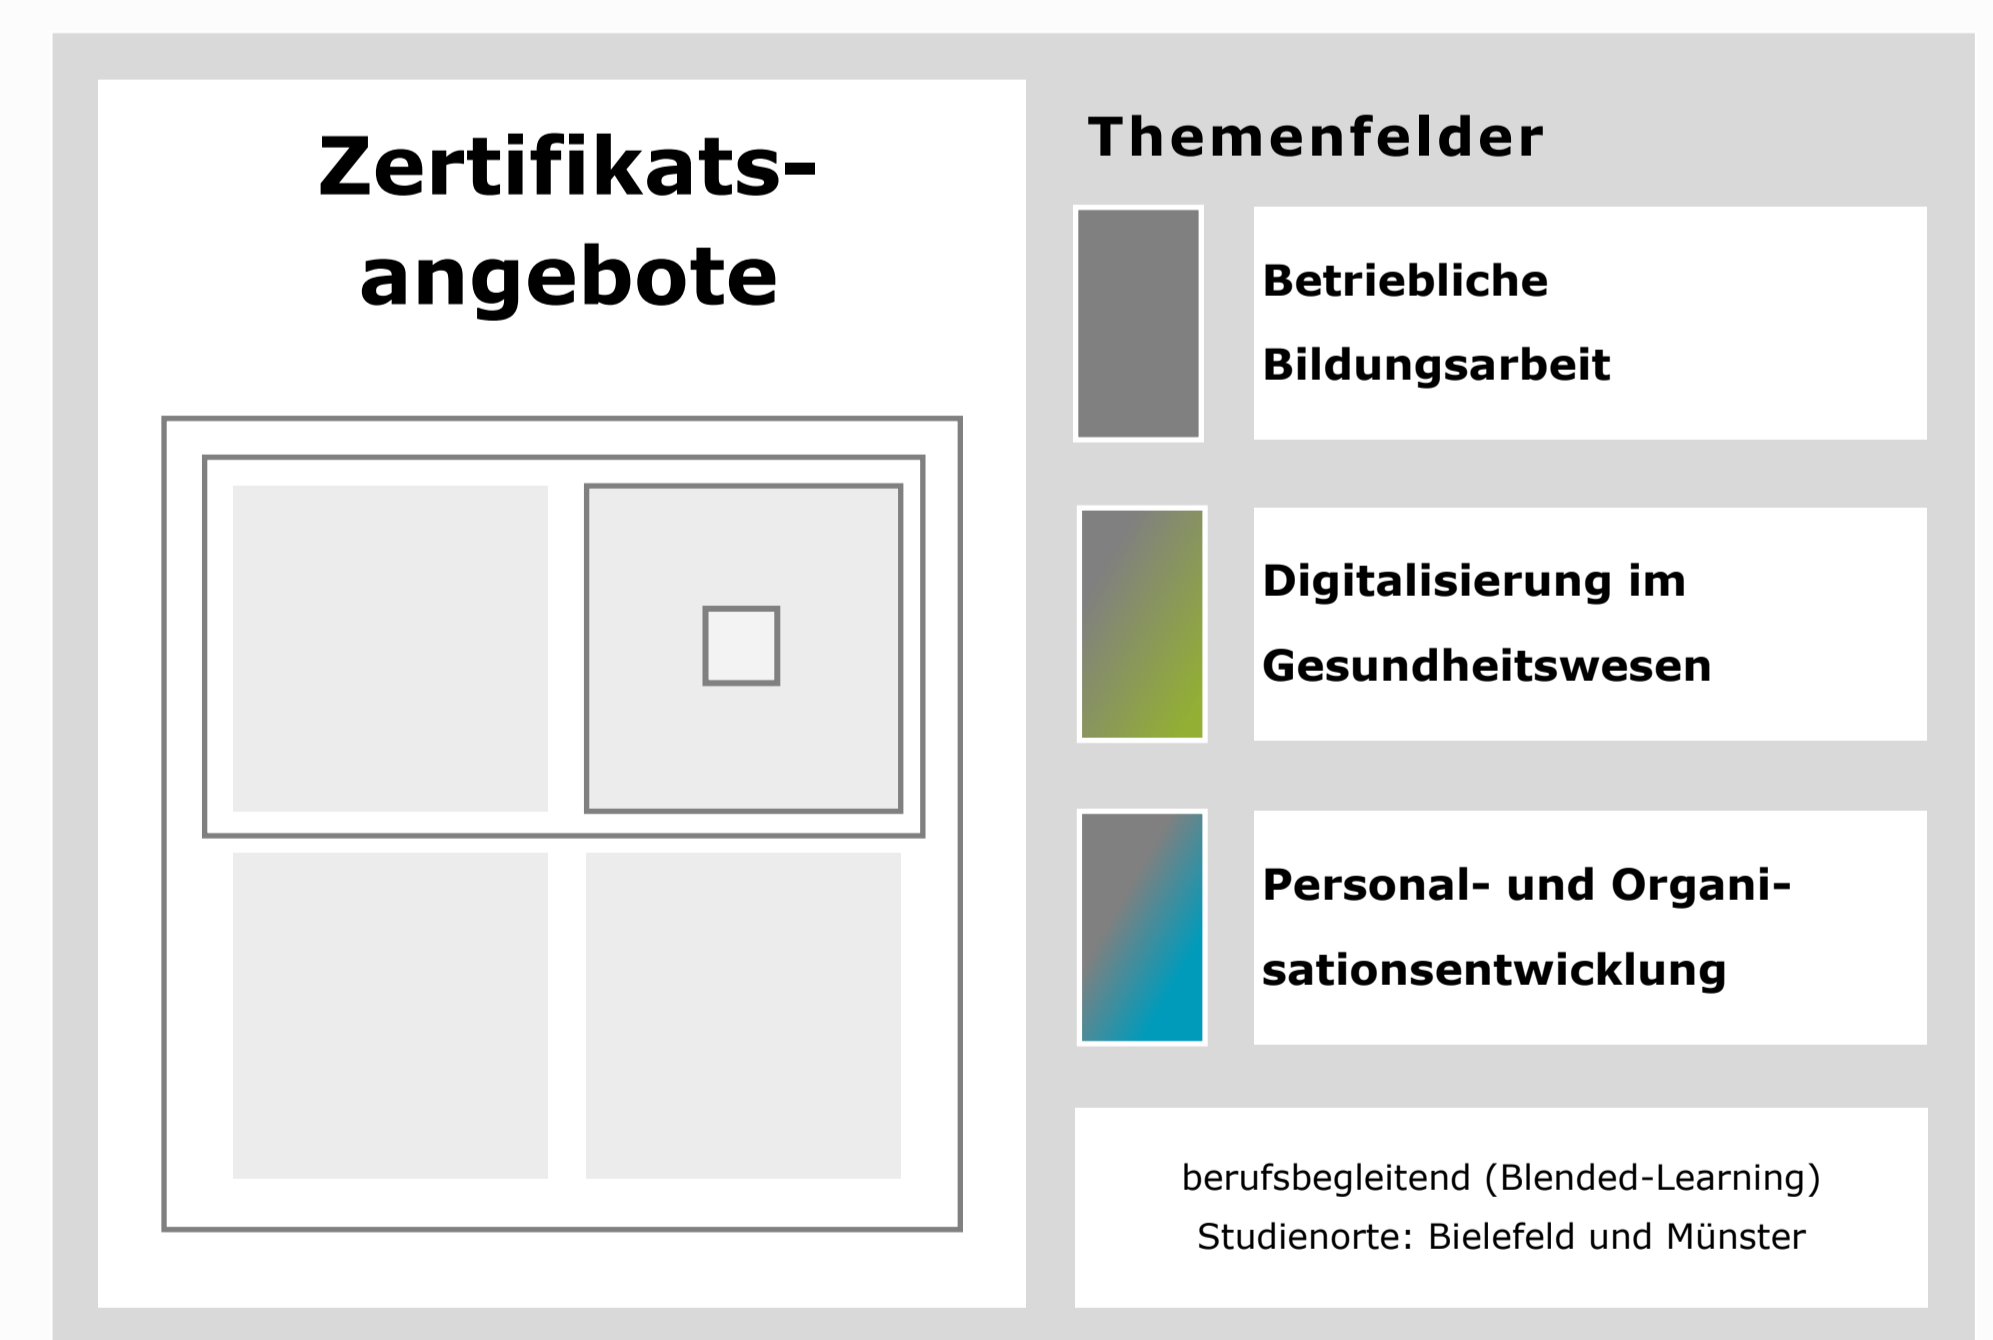 Zertifikats-
angebote
Themenfelder
Betriebliche
Bildungsarbeit
Digitalisierung im
Gesundheitswesen
Personal- und Organi-
sationsentwicklung
berufsbegleitend (Blended-Learning)
Studienorte: Bielefeld und Münster